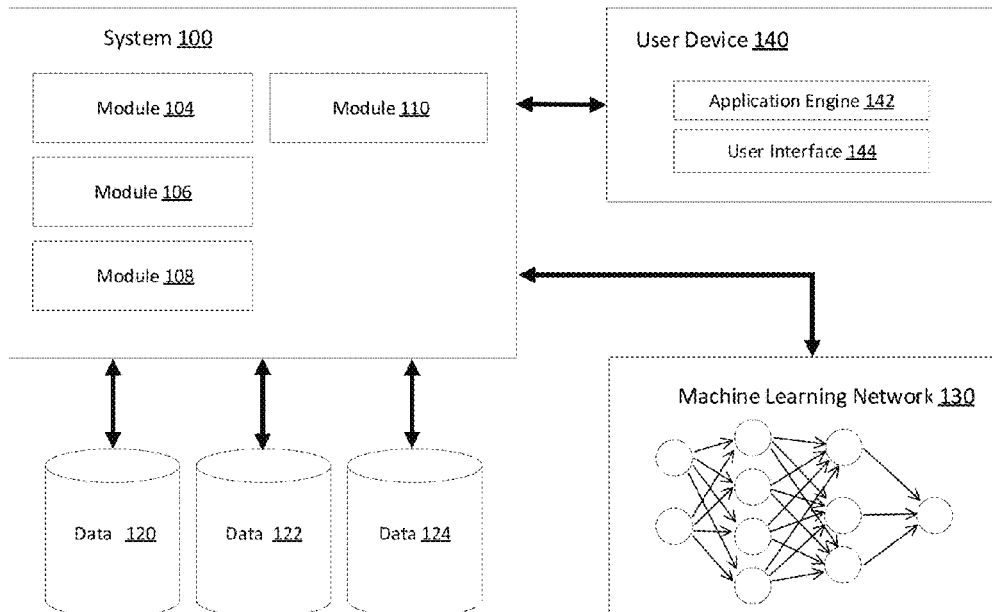 System 100
Module 104
Module 110
Module 106
Module 108
User Device 140
Application Engine 142
User Interface 144
Machine Learning Network 130
Data 120
Data 122
Data 124